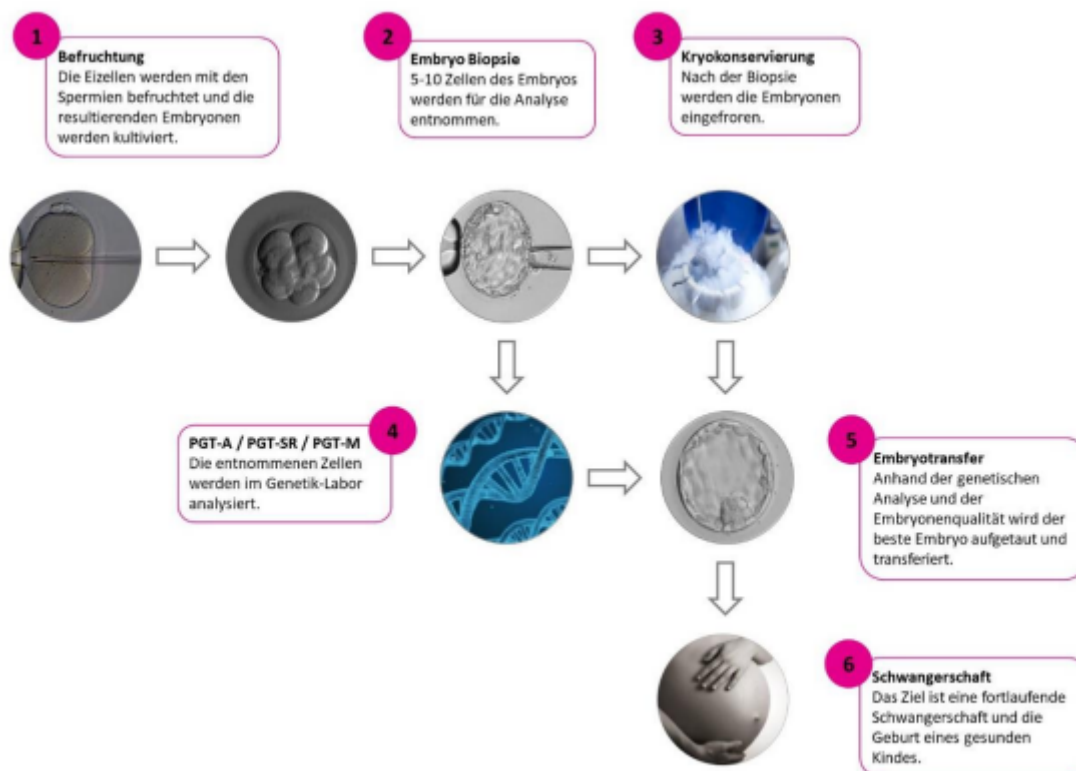 1
Befruchtung
Die Eizellen werden mit den
Spermien befruchtet und die
resultierenden Embryonen
werden kultiviert.
2
Embryo Biopsie
5-10 Zellen des Embryos
werden für die Analyse
entnommen.
3
Kryokonservierung
Nach der Biopsie
werden die Embryonen
eingefroren.
4
PGT-A / PGT-SR / PGT-M
Die entnommenen Zellen
werden im Genetik-Labor
analysiert.
5
Embryotransfer
Anhand der genetischen
Analyse und der
Embryonenqualität wird der
beste Embryo aufgetaut und
transferiert.
6
Schwangerschaft
Das Ziel ist eine fortlaufende
Schwangerschaft und die
Geburt eines gesunden
Kindes.